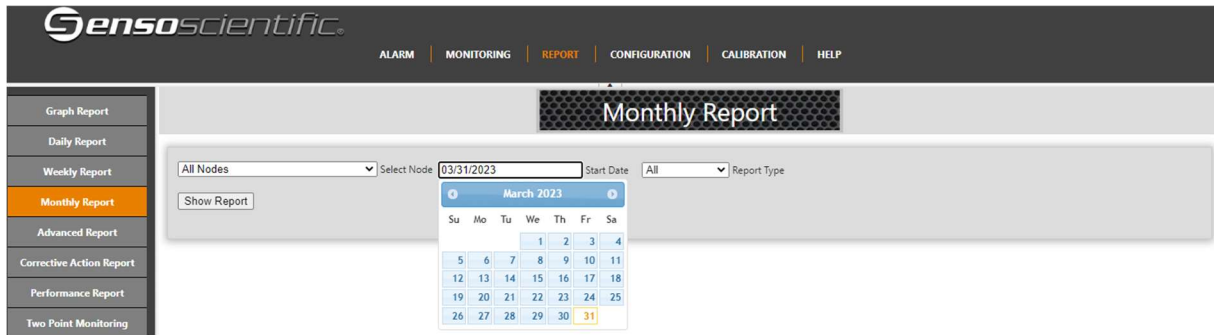 Sensoscientific®
ALARM MONITORING REPORT CONFIGURATION CALIBRATION HELP
Monthly Report
Graph Report
Daily Report
Weekly Report
Monthly Report
Advanced Report
Corrective Action Report
Performance Report
Two Point Monitoring
All Nodes Select Node 03/31/2023 Start Date All Report Type
Show Report
March 2023
Su Mo Tu We Th Fr Sa
1 2 3 4
5 6 7 8 9 10 11
12 13 14 15 16 17 18
19 20 21 22 23 24 25
26 27 28 29 30 31